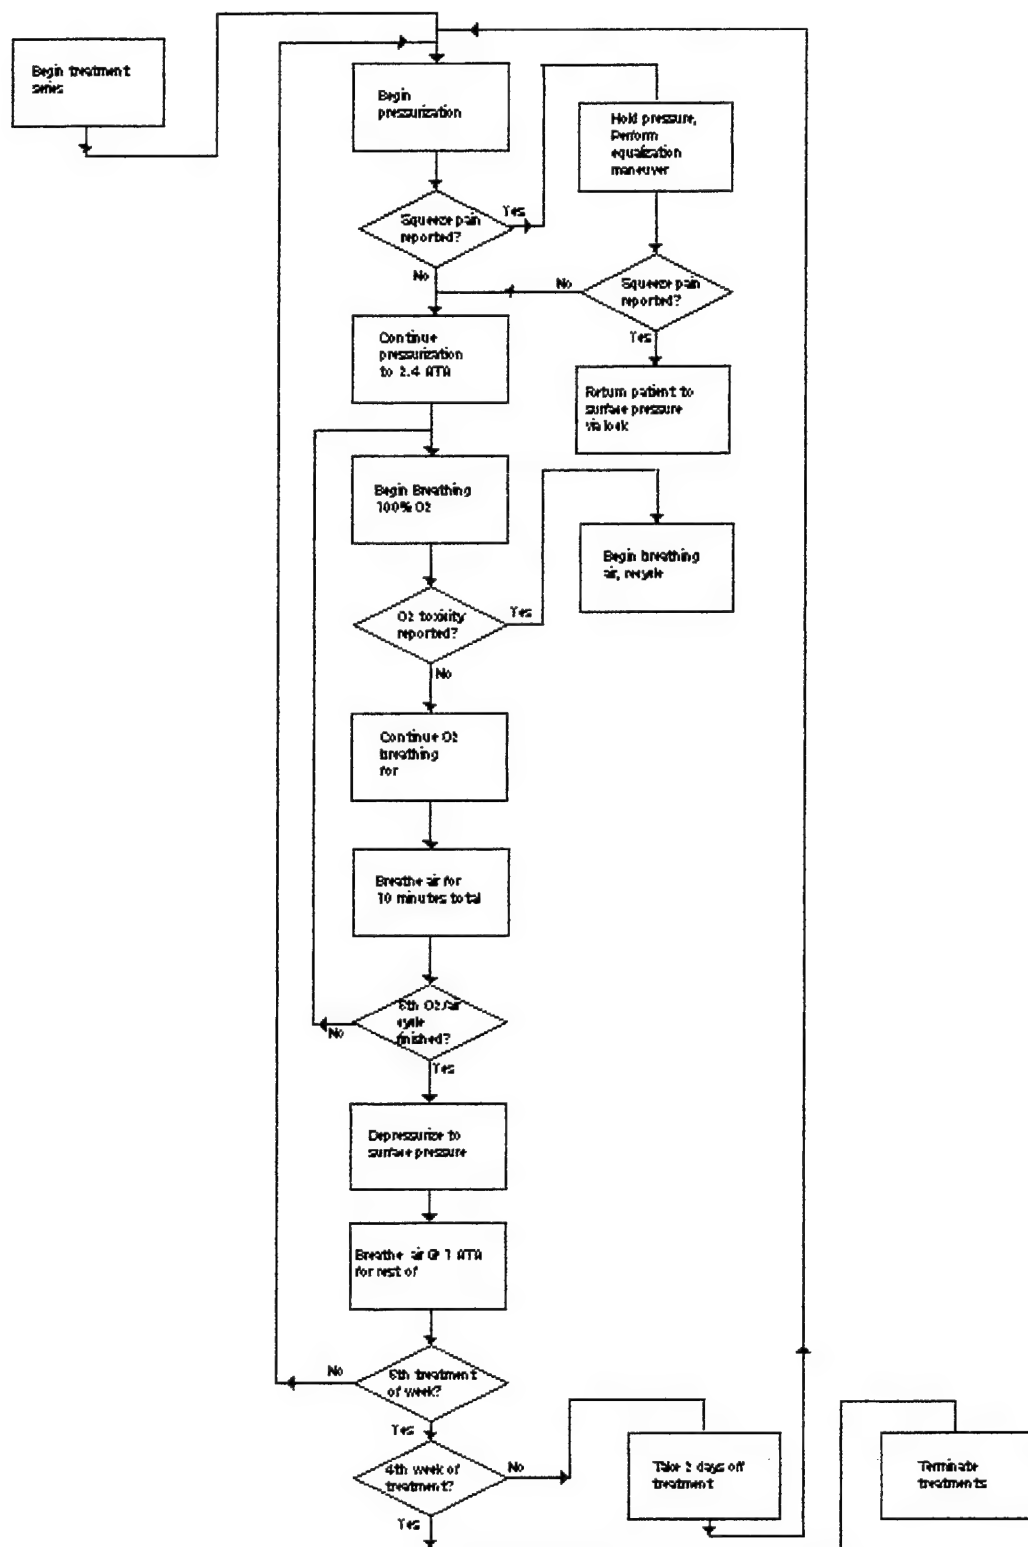 Begin treatment
series
Begin
pressurization
Hold pressure,
Perform
equalization
maneuver
Squeeze pain
reported?
Yes
No
Squeeze pain
reported?
No
Yes
Continue
pressurization
to 2.4 ATA
Return patient to
surface pressure
via lock
Begin Breathing
100% O2
Begin breathing
air, recycle
O2 toxicity
reported?
Yes
No
Continue O2
breathing
for
Breathe air for
10 minutes total
O2/air
cycle
finished?
No
Yes
Depressurize to
surface pressure
Breathe air @ 1 ATA
for rest of
treatment
of week?
No
Yes
4th week of
treatment?
No
Yes
Take 2 days off
treatment
Terminate
treatments